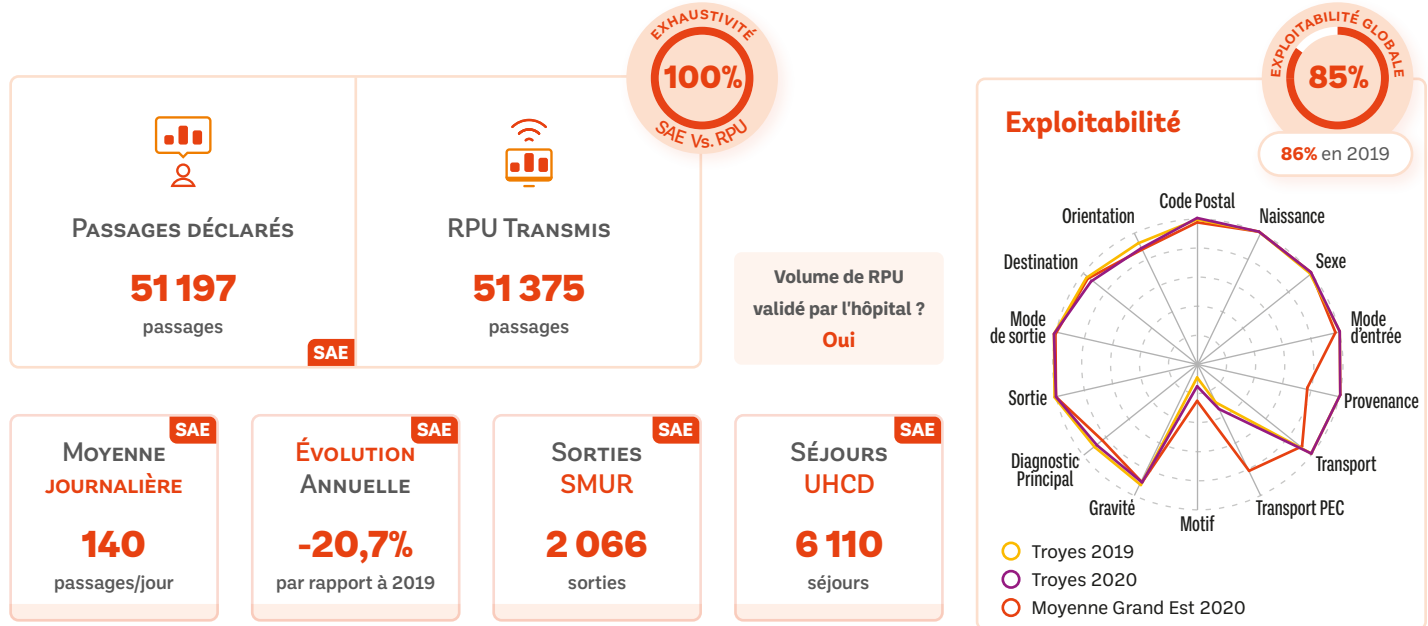 EXHAUSTIVITÉ
100%
SAE Vs. RPU
PASSAGES DÉCLARÉS
51 197
passages
SAE
RPU TRANSMIS
51 375
passages
Volume de RPU
validé par l'hôpital ?
Oui
SAE
MOYENNE
JOURNALIÈRE
140
passages/jour
SAE
ÉVOLUTION
ANNUELLE
-20,7%
par rapport à 2019
SAE
SORTIES
SMUR
2 066
sorties
SAE
SÉJOURS
UHCD
6 110
séjours
EXPLOITABILITÉ GLOBALE
85%
86% en 2019
Exploitabilité
Code Postal
Naissance
Sexe
Mode
d'entrée
Provenance
Transport
Transport PEC
Motif
Gravité
Diagnostic
Principal
Sortie
Mode
de sortie
Destination
Orientation
Troyes 2019
Troyes 2020
Moyenne Grand Est 2020